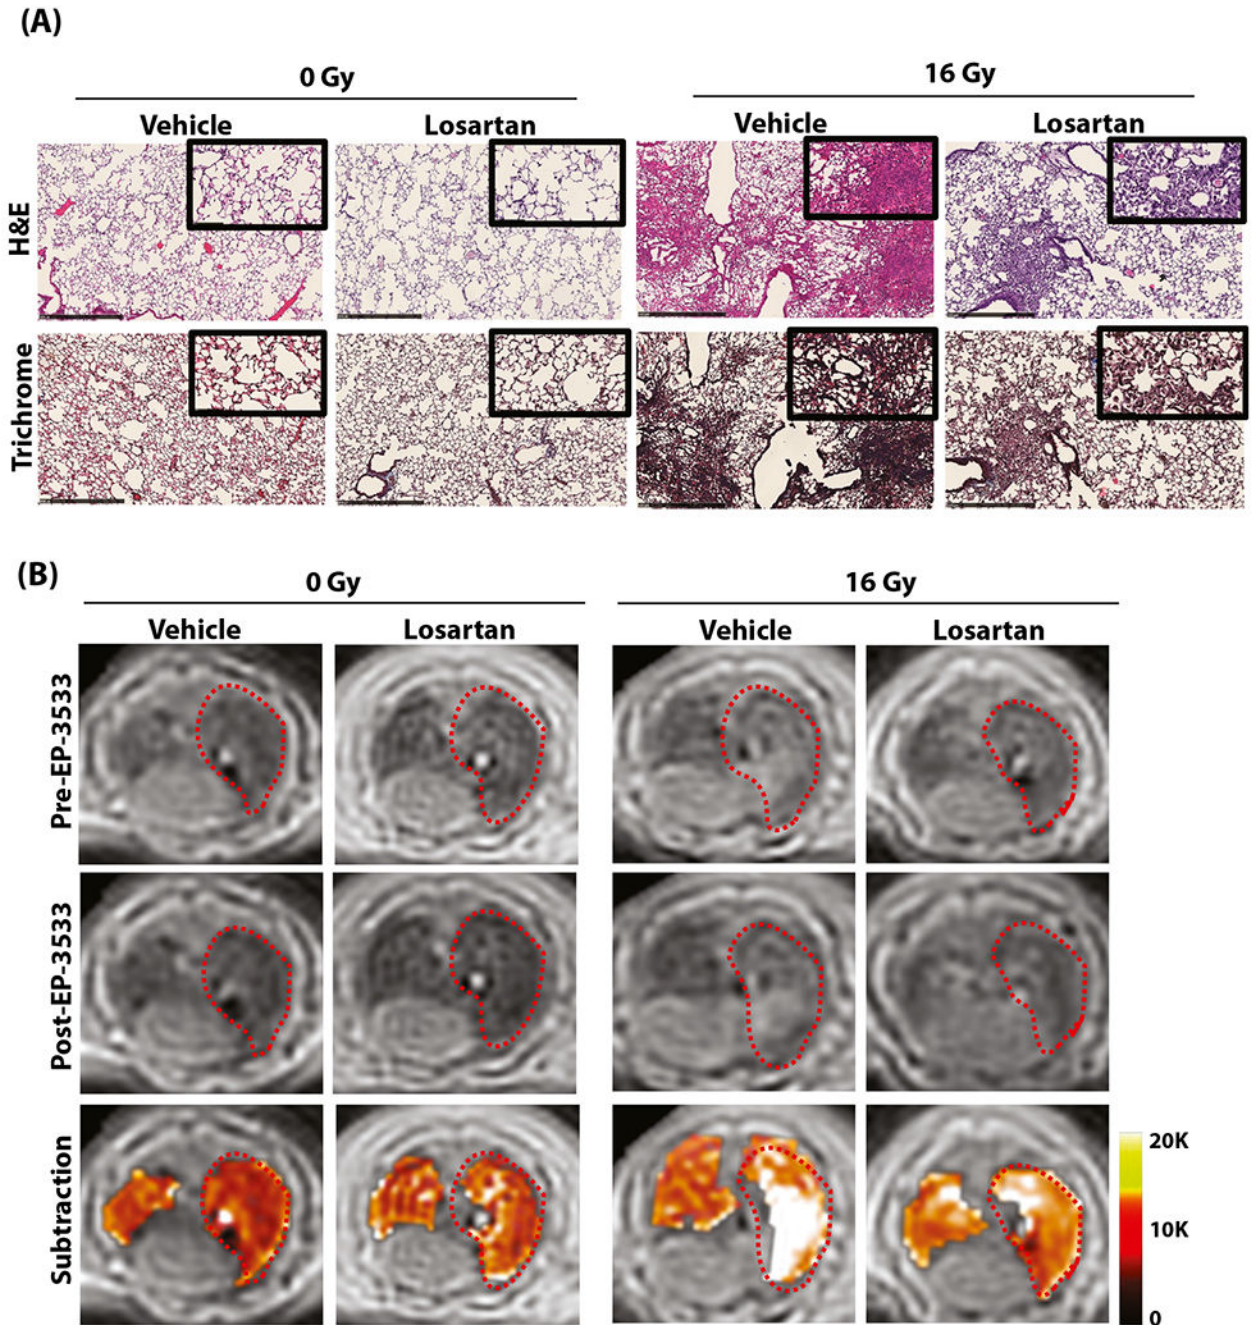 (A)
0 Gy
16 Gy
Vehicle
Losartan
Vehicle
Losartan
H&E
Trichrome
(B)
0 Gy
16 Gy
Vehicle
Losartan
Vehicle
Losartan
Pre-EP-3533
Post-EP-3533
Subtraction
20K
10K
0